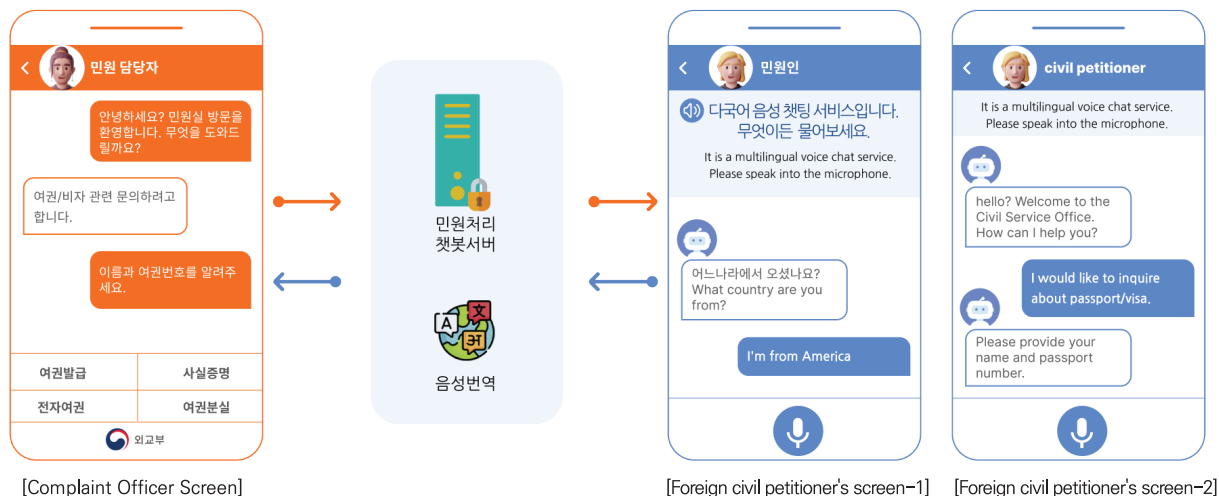 민원 담당자
안녕하세요? 민원실 방문을
환영합니다. 무엇을 도와드
릴까요?
여권/비자 관련 문의하려고
합니다.
이름과 여권번호를 알려주
세요.
여권발급
사실증명
전자여권
여권분실
외교부
[Complaint Officer Screen]
민원처리
챗봇서버
A
文
अ
음성번역
민원인
다국어 음성 챗팅 서비스입니다.
무엇이든 물어보세요.
It is a multilingual voice chat service.
Please speak into the microphone.
어느나라에서 오셨나요?
What country are you
from?
I'm from America
[Foreign civil petitioner's screen-1]
civil petitioner
It is a multilingual voice chat service.
Please speak into the microphone.
hello? Welcome to the
Civil Service Office.
How can I help you?
I would like to inquire
about passport/visa.
Please provide your
name and passport
number.
[Foreign civil petitioner's screen-2]